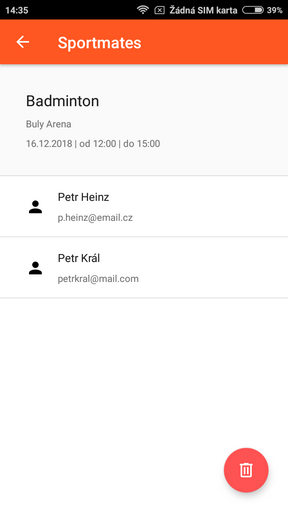 14:35 Žádná SIM karta 39%
Sportmates
Badminton
Buly Arena
16.12.2018 | od 12:00 | do 15:00
Petr Heinz
p.heinz@email.cz
Petr Král
petrkral@mail.com